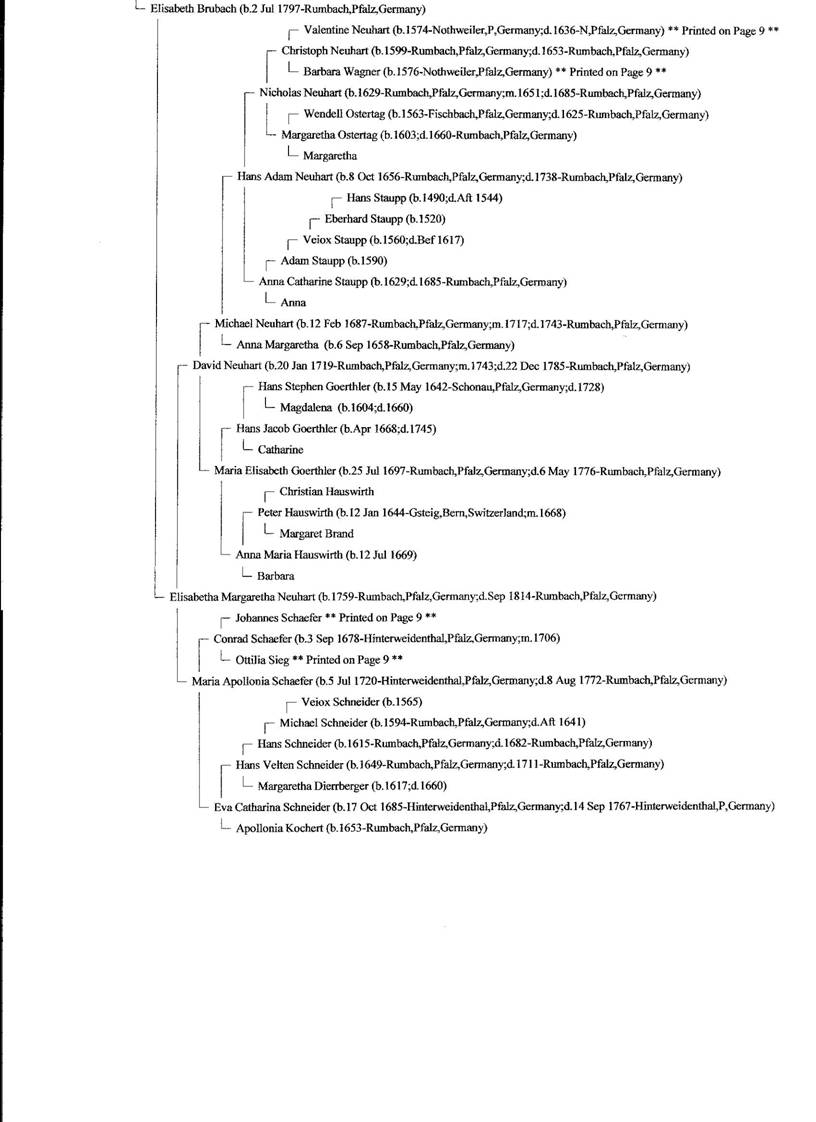 Elisabeth Brubach (b.2 Jul 1797-Rumbach,Pfalz,Germany)
Valentine Neuhart (b.1574-Nothweiler,P,Germany;d.1636-N,Pfalz,Germany) ** Printed on Page 9 **
Christoph Neuhart (b.1599-Rumbach,Pfalz,Germany;d.1653-Rumbach,Pfalz,Germany)
Barbara Wagner (b.1576-Nothweiler,Pfalz,Germany) ** Printed on Page 9 **
Nicholas Neuhart (b.1629-Rumbach,Pfalz,Germany;m.1651;d.1685-Rumbach,Pfalz,Germany)
Wendell Ostertag (b.1563-Fischbach,Pfalz,Germany;d.1625-Rumbach,Pfalz,Germany)
Margaretha Ostertag (b.1603;d.1660-Rumbach,Pfalz,Germany)
Margaretha
Hans Adam Neuhart (b.8 Oct 1656-Rumbach,Pfalz,Germany;d.1738-Rumbach,Pfalz,Germany)
Hans Staupp (b.1490;d.Aft 1544)
Eberhard Staupp (b.1520)
Veiox Staupp (b.1560;d.Bef 1617)
Adam Staupp (b.1590)
Anna Catharine Staupp (b.1629;d.1685-Rumbach,Pfalz,Germany)
Anna
Michael Neuhart (b.12 Feb 1687-Rumbach,Pfalz,Germany;m.1717;d.1743-Rumbach,Pfalz,Germany)
Anna Margaretha (b.6 Sep 1658-Rumbach,Pfalz,Germany)
David Neuhart (b.20 Jan 1719-Rumbach,Pfalz,Germany;m.1743;d.22 Dec 1785-Rumbach,Pfalz,Germany)
Hans Stephen Goerthler (b.15 May 1642-Schonau,Pfalz,Germany;d.1728)
Magdalena (b.1604;d.1660)
Hans Jacob Goerthler (b.Apr 1668;d.1745)
Catharine
Maria Elisabeth Goerthler (b.25 Jul 1697-Rumbach,Pfalz,Germany;d.6 May 1776-Rumbach,Pfalz,Germany)
Christian Hauswirth
Peter Hauswirth (b.12 Jan 1644-Gsteig,Bern,Switzerland;m.1668)
Margaret Brand
Anna Maria Hauswirth (b.12 Jul 1669)
Barbara
Elisabetha Margaretha Neuhart (b.1759-Rumbach,Pfalz,Germany;d.Sep 1814-Rumbach,Pfalz,Germany)
Johannes Schaefer ** Printed on Page 9 **
Conrad Schaefer (b.3 Sep 1678-Hinterweidenthal,Pfalz,Germany;m.1706)
Ottilia Sieg ** Printed on Page 9 **
Maria Apollonia Schaefer (b.5 Jul 1720-Hinterweidenthal,Pfalz,Germany;d.8 Aug 1772-Rumbach,Pfalz,Germany)
Veiox Schneider (b.1565)
Michael Schneider (b.1594-Rumbach,Pfalz,Germany;d.Aft 1641)
Hans Schneider (b.1615-Rumbach,Pfalz,Germany;d.1682-Rumbach,Pfalz,Germany)
Hans Velten Schneider (b.1649-Rumbach,Pfalz,Germany;d.1711-Rumbach,Pfalz,Germany)
Margaretha Dierrberger (b.1617;d.1660)
Eva Catharina Schneider (b.17 Oct 1685-Hinterweidenthal,Pfalz,Germany;d.14 Sep 1767-Hinterweidenthal,P,Germany)
Apollonia Kochert (b.1653-Rumbach,Pfalz,Germany)